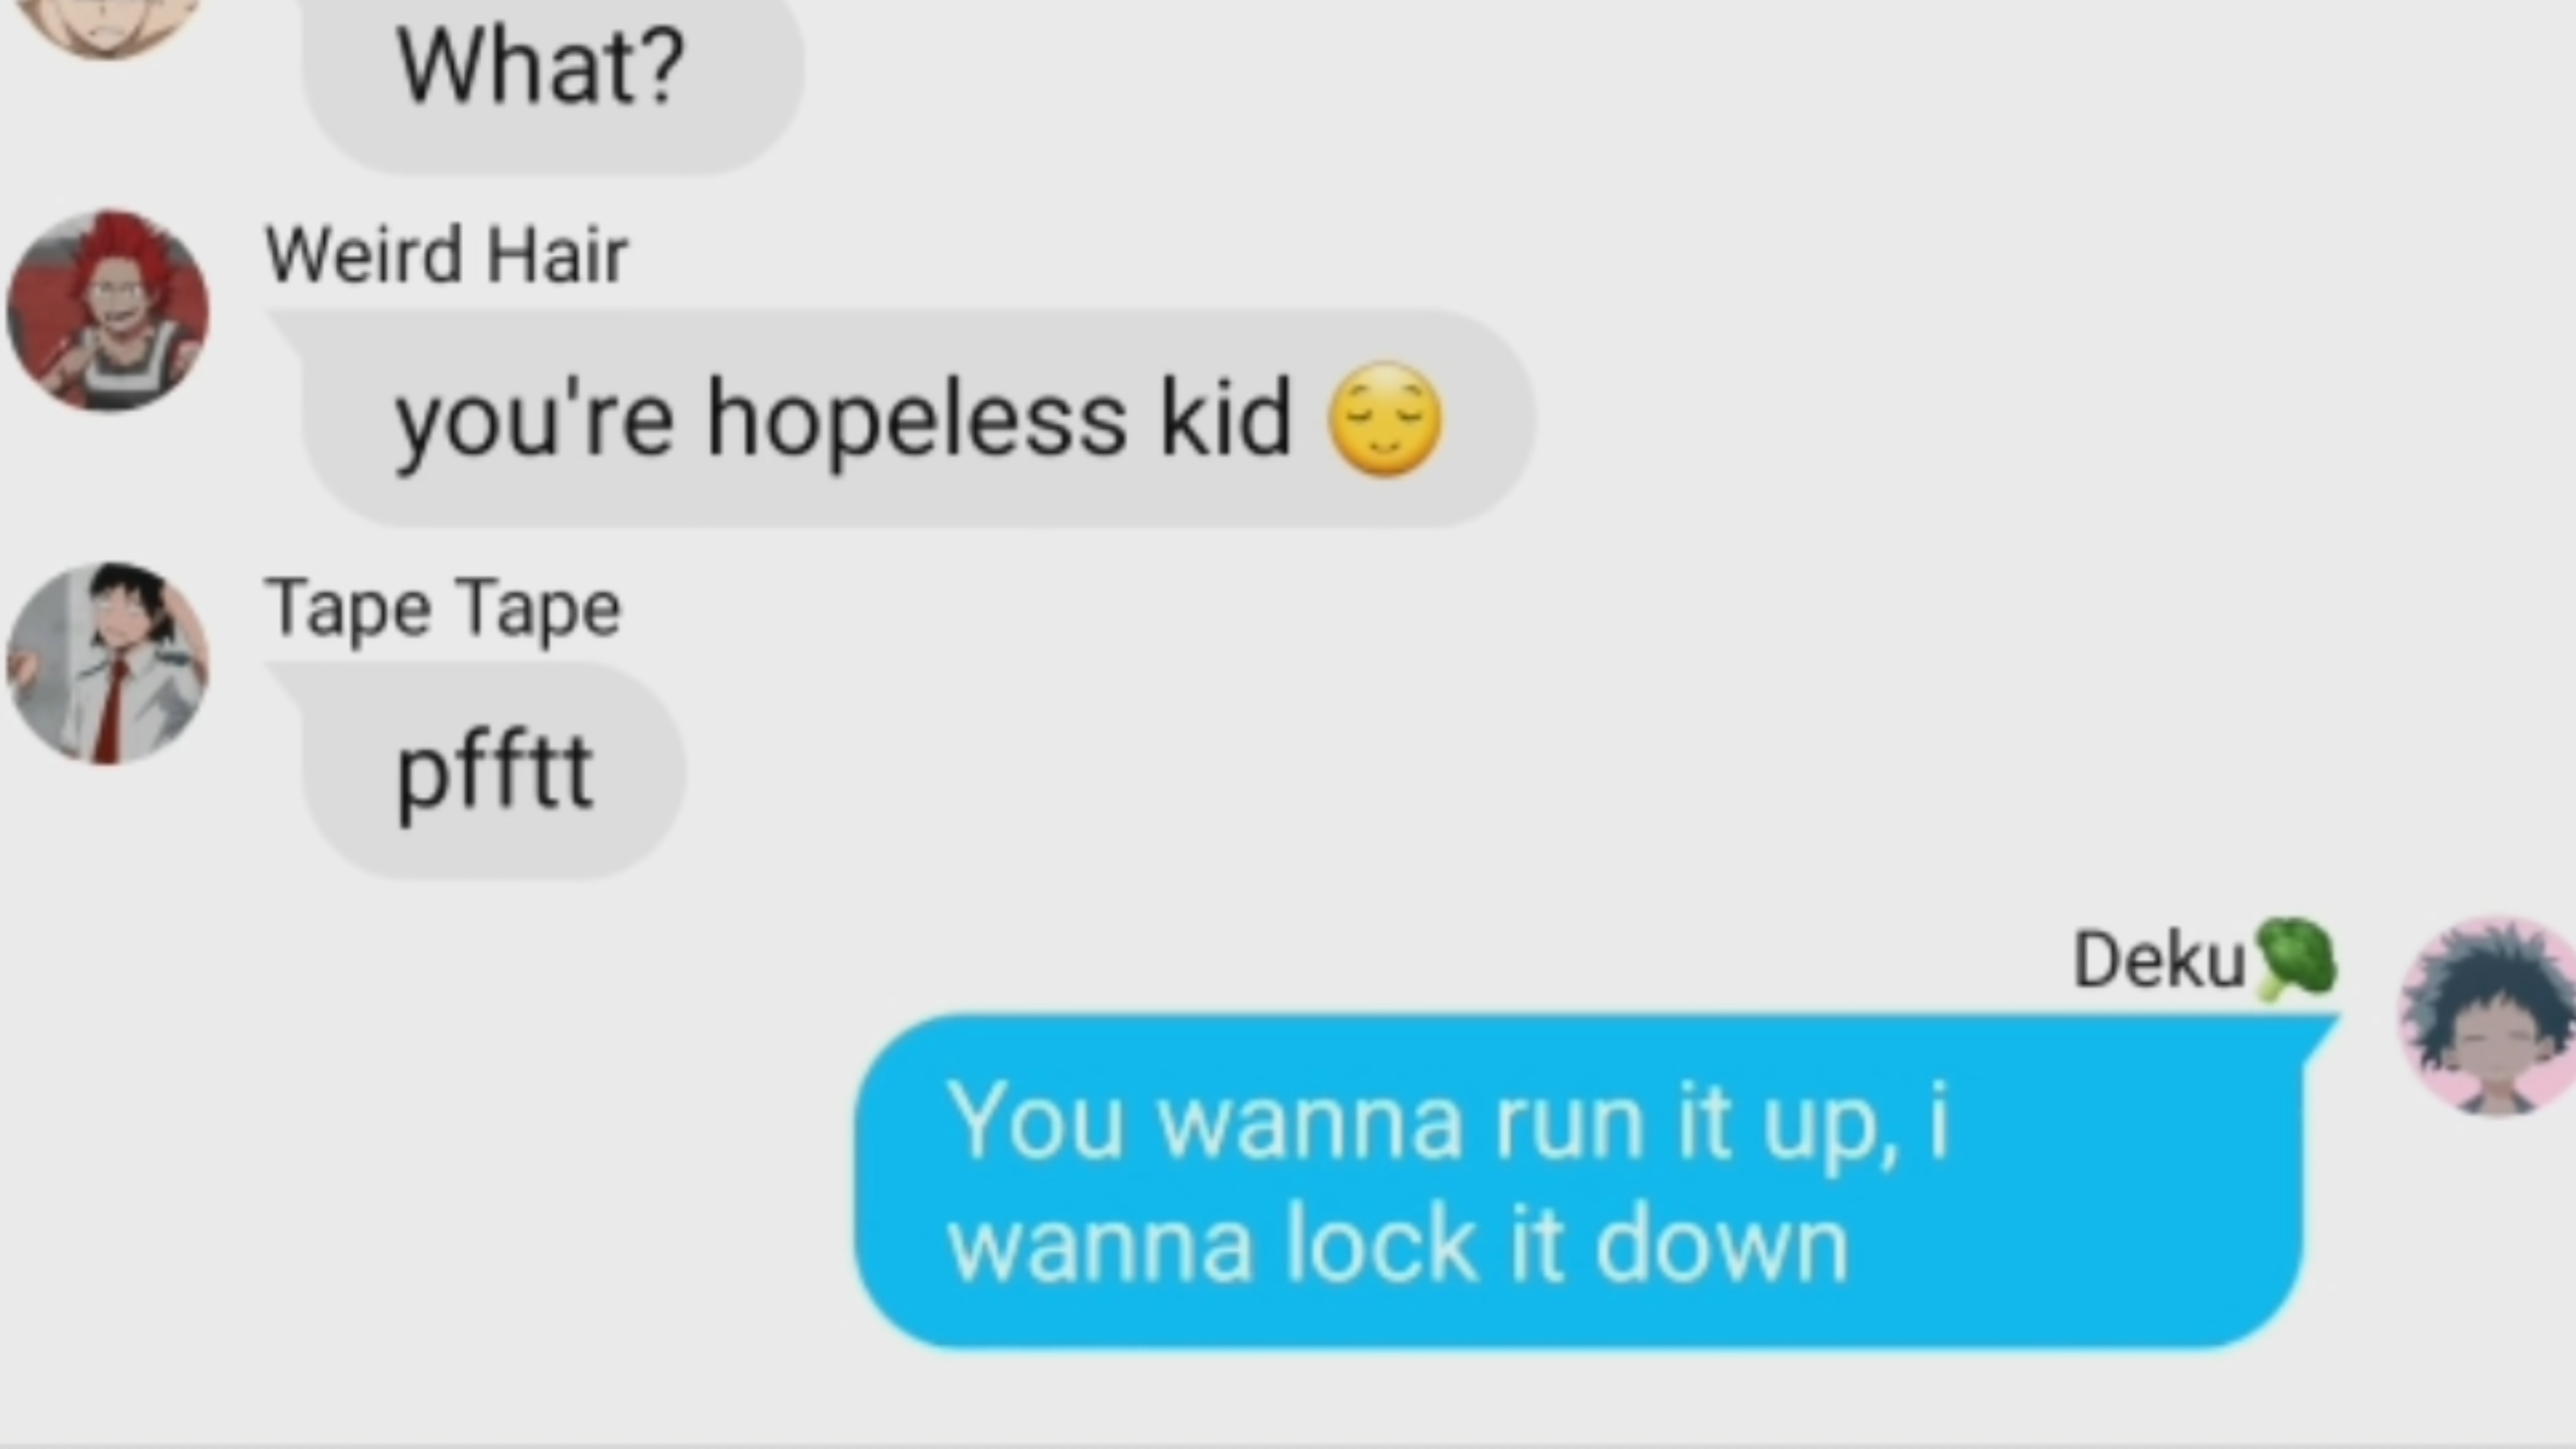 What?
Weird Hair
you're hopeless kid 😌
Tape Tape
pfftt
Deku🥦
You wanna run it up, i
wanna lock it down